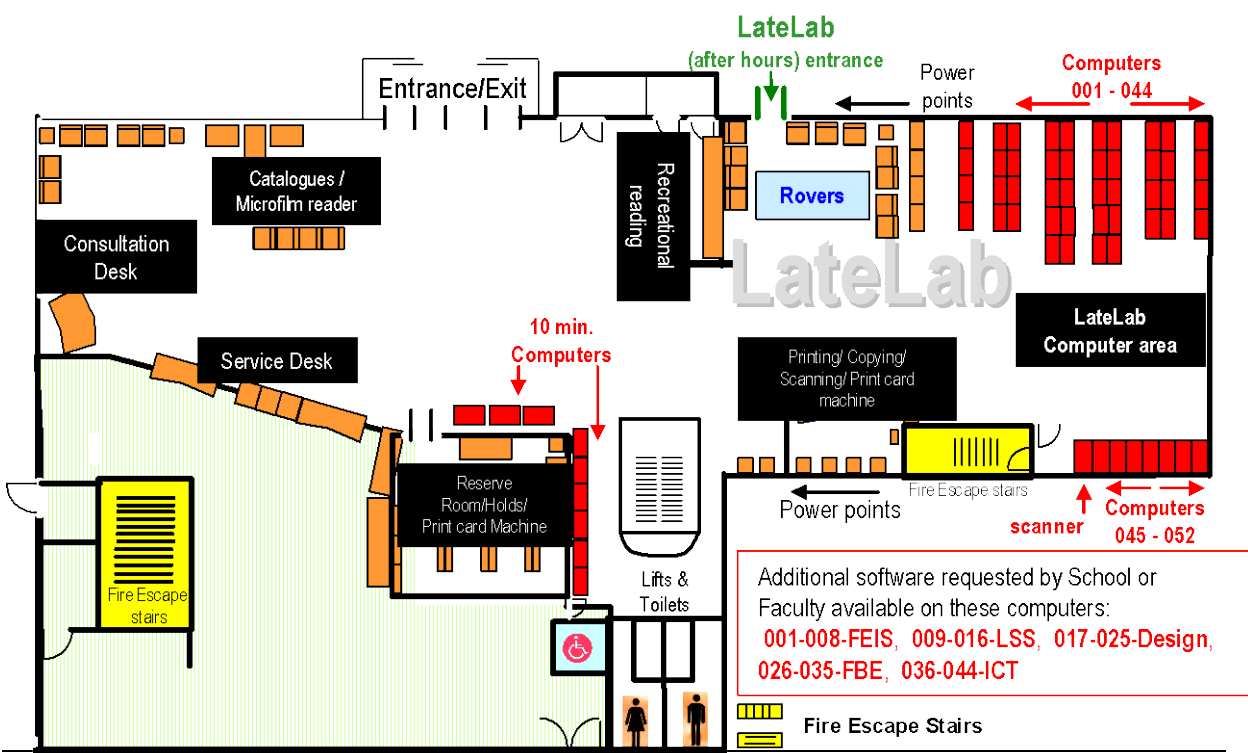 LateLab
(after hours) entrance
Entrance/Exit
Power
points
Computers
001 - 044
Catalogues /
Microfilm reader
Recreational
reading
Rovers
Consultation
Desk
LateLab
LateLab
Computer area
10 min.
Computers
Service Desk
Printing/ Copying/
Scanning/ Print card
machine
Reserve
Room/Holds/
Print card Machine
Fire Escape stairs
Power points
scanner
Computers
045 - 052
Lifts &
Toilets
Fire Escape
stairs
Additional software requested by School or
Faculty available on these computers:
001-008-FEIS, 009-016-LSS, 017-025-Design,
026-035-FBE, 036-044-ICT
Fire Escape Stairs